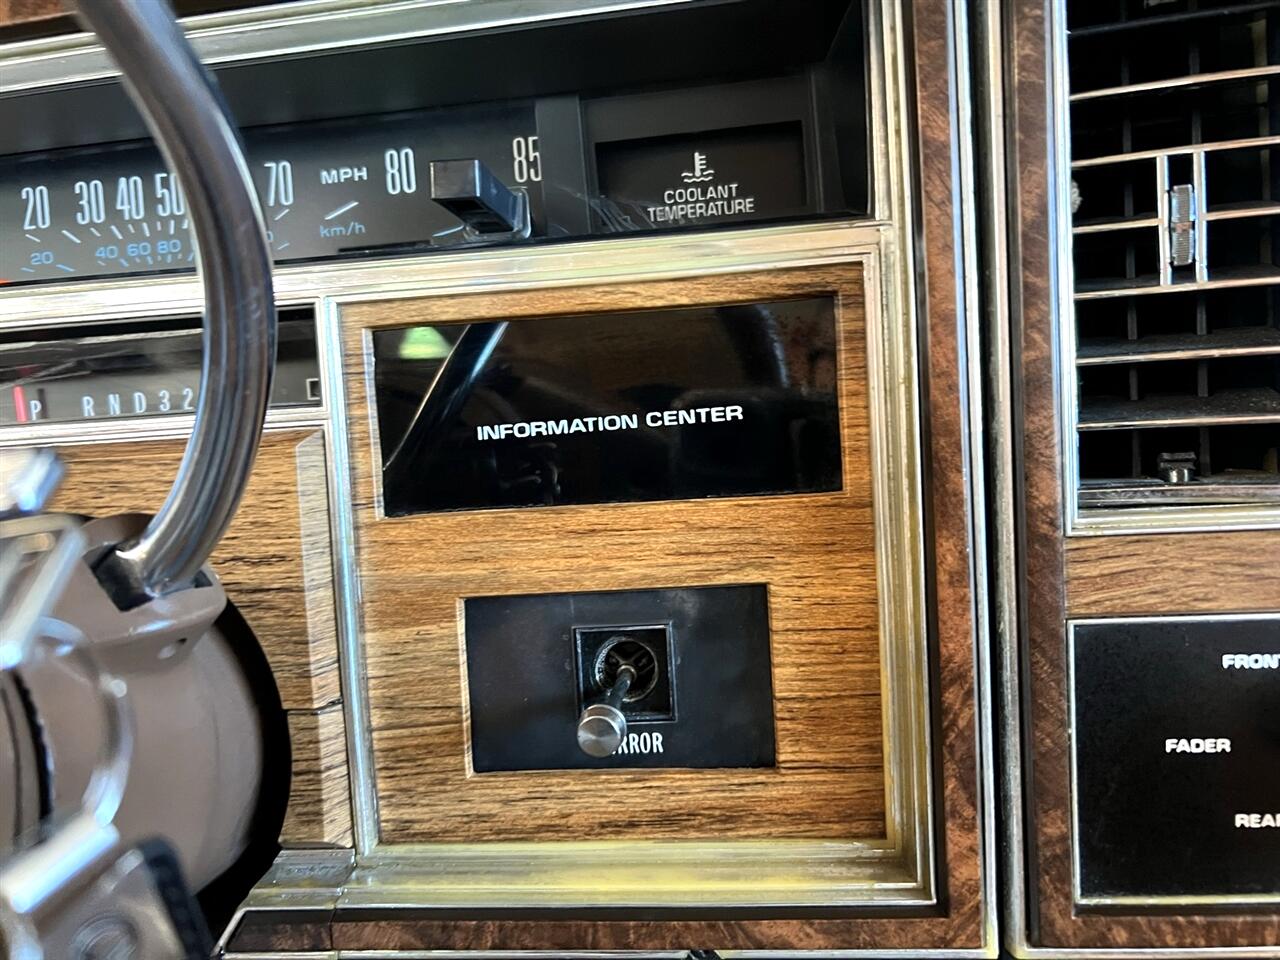 20 30 40 50 70 MPH 80 85
20 40 60 80 km/h
COOLANT
TEMPERATURE
P R N D 3 2
INFORMATION CENTER
FRONT
FADER